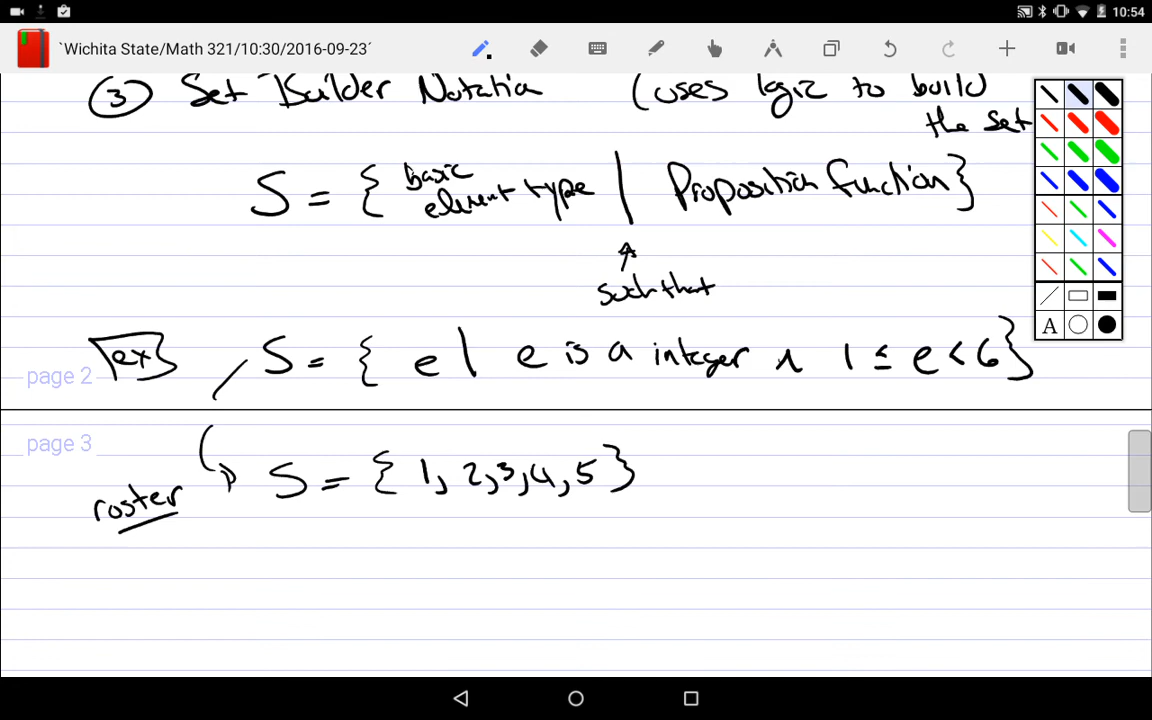 10:54
`Wichita State/Math 321/10:30/2016-09-23´
③ Set Builder Notation (uses logic to build
the set
S = { basic element type | Proposition function }
↑
such that
ex S = { e | e is a integer ∧ 1 ≤ e < 6 }
page 2
page 3
roster S = { 1, 2, 3, 4, 5 }
A